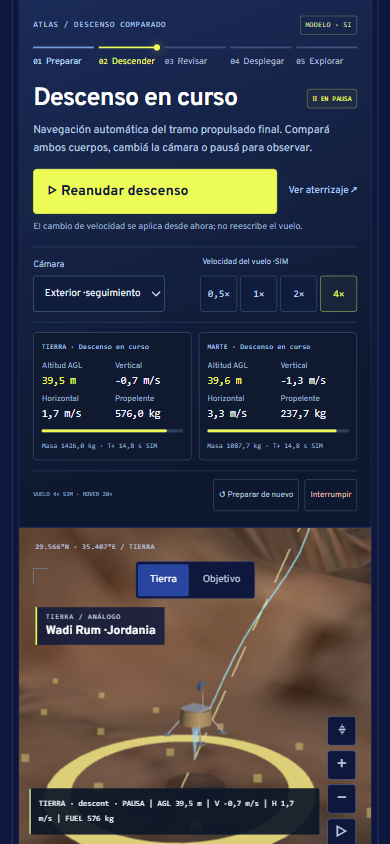 ATLAS / DESCENSO COMPARADO
MODELO · SI
01 Preparar
02 Descender
03 Revisar
04 Desplegar
05 Explorar
Descenso en curso
II EN PAUSA
Navegación automática del tramo propulsado final. Compará
ambos cuerpos, cambiá la cámara o pausá para observar.
▷ Reanudar descenso
Ver aterrizaje ↗
El cambio de velocidad se aplica desde ahora; no reescribe el vuelo.
Cámara
Velocidad del vuelo ·SIM
Exterior ·seguimiento
0,5×
1×
2×
4×
TIERRA · Descenso en curso
Altitud AGL
Vertical
39,5 m
-0,7 m/s
Horizontal
Propelente
1,7 m/s
576,0 kg
Masa 1426,0 kg · T+ 14,8 s SIM
MARTE · Descenso en curso
Altitud AGL
Vertical
39,6 m
-1,3 m/s
Horizontal
Propelente
3,3 m/s
237,7 kg
Masa 1087,7 kg · T+ 14,8 s SIM
VUELO 4× SIM · ROVER 20×
↺ Preparar de nuevo
Interrumpir
29.566°N · 35.407°E / TIERRA
Tierra
Objetivo
TIERRA / ANÁLOGO
Wadi Rum ·Jordania
+
−
TIERRA · descent · PAUSA | AGL 39,5 m | V -0,7 m/s | H 1,7
m/s | FUEL 576 kg